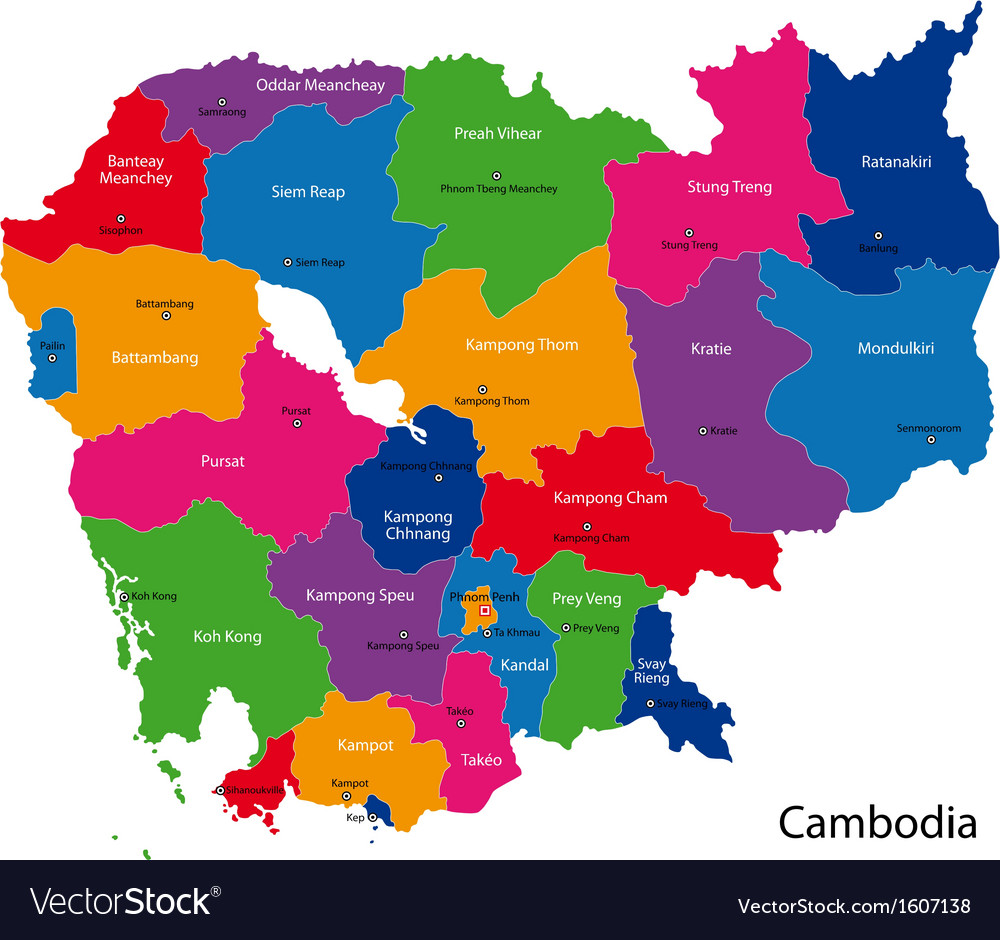 Oddar Meancheay
Samraong
Banteay
Meanchey
Sisophon
Siem Reap
Siem Reap
Preah Vihear
Phnom Tbeng Meanchey
Stung Treng
Stung Treng
Ratanakiri
Banlung
Battambang
Battambang
Pailin
Kampong Thom
Kampong Thom
Kratie
Kratie
Mondulkiri
Senmonorom
Pursat
Pursat
Kampong Chhnang
Kampong
Chhnang
Kampong Cham
Kampong Cham
Koh Kong
Koh Kong
Kampong Speu
Kampong Speu
Phnom Penh
Ta Khmau
Kandal
Prey Veng
Prey Veng
Svay
Rieng
Svay Rieng
Takéo
Takéo
Kampot
Kampot
Kep
Sihanoukville
Cambodia
VectorStock®
VectorStock.com/1607138